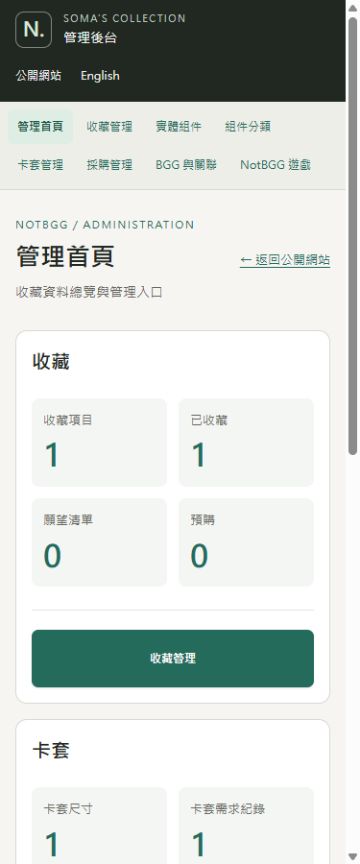 N.
SOMA'S COLLECTION
管理後台
公開網站 English
管理首頁 收藏管理 實體組件 組件分類
卡套管理 採購管理 BGG 與關聯 NotBGG 遊戲
NOTBGG / ADMINISTRATION
管理首頁
← 返回公開網站
收藏資料總覽與管理入口
收藏
收藏項目 已收藏
1 1
願望清單 預購
0 0
收藏管理
卡套
卡套尺寸 卡套需求紀錄
1 1